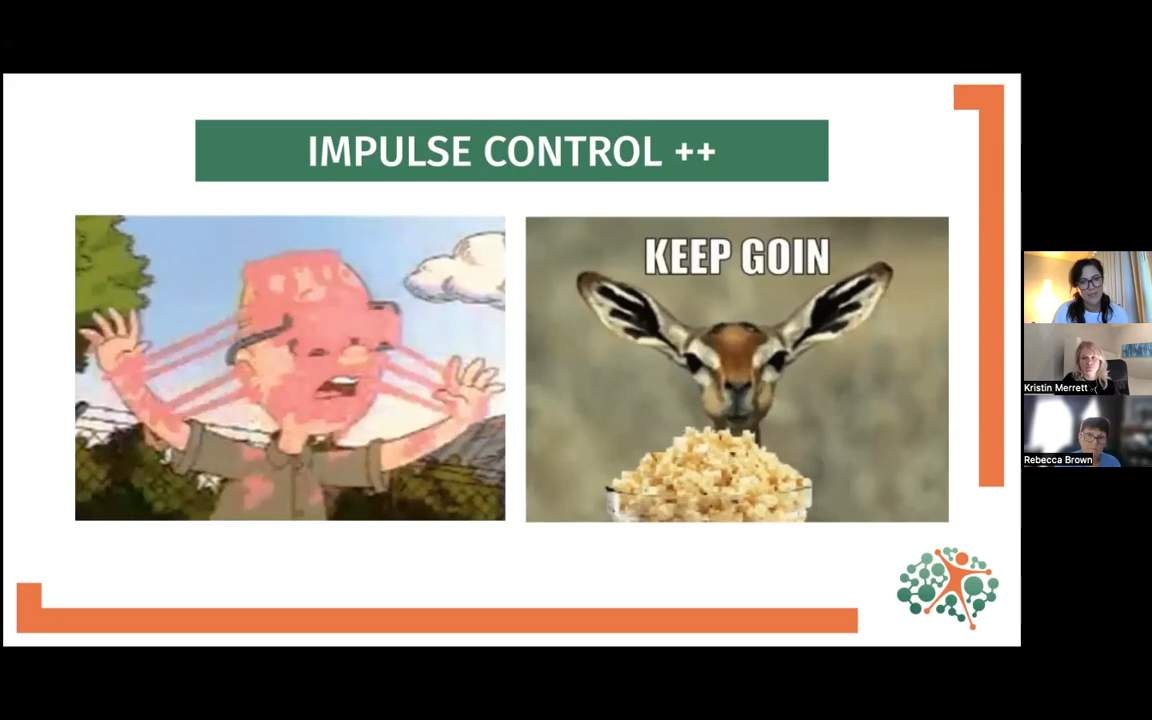 IMPULSE CONTROL ++
KEEP GOIN
Kristin Merrett
Rebecca Brown